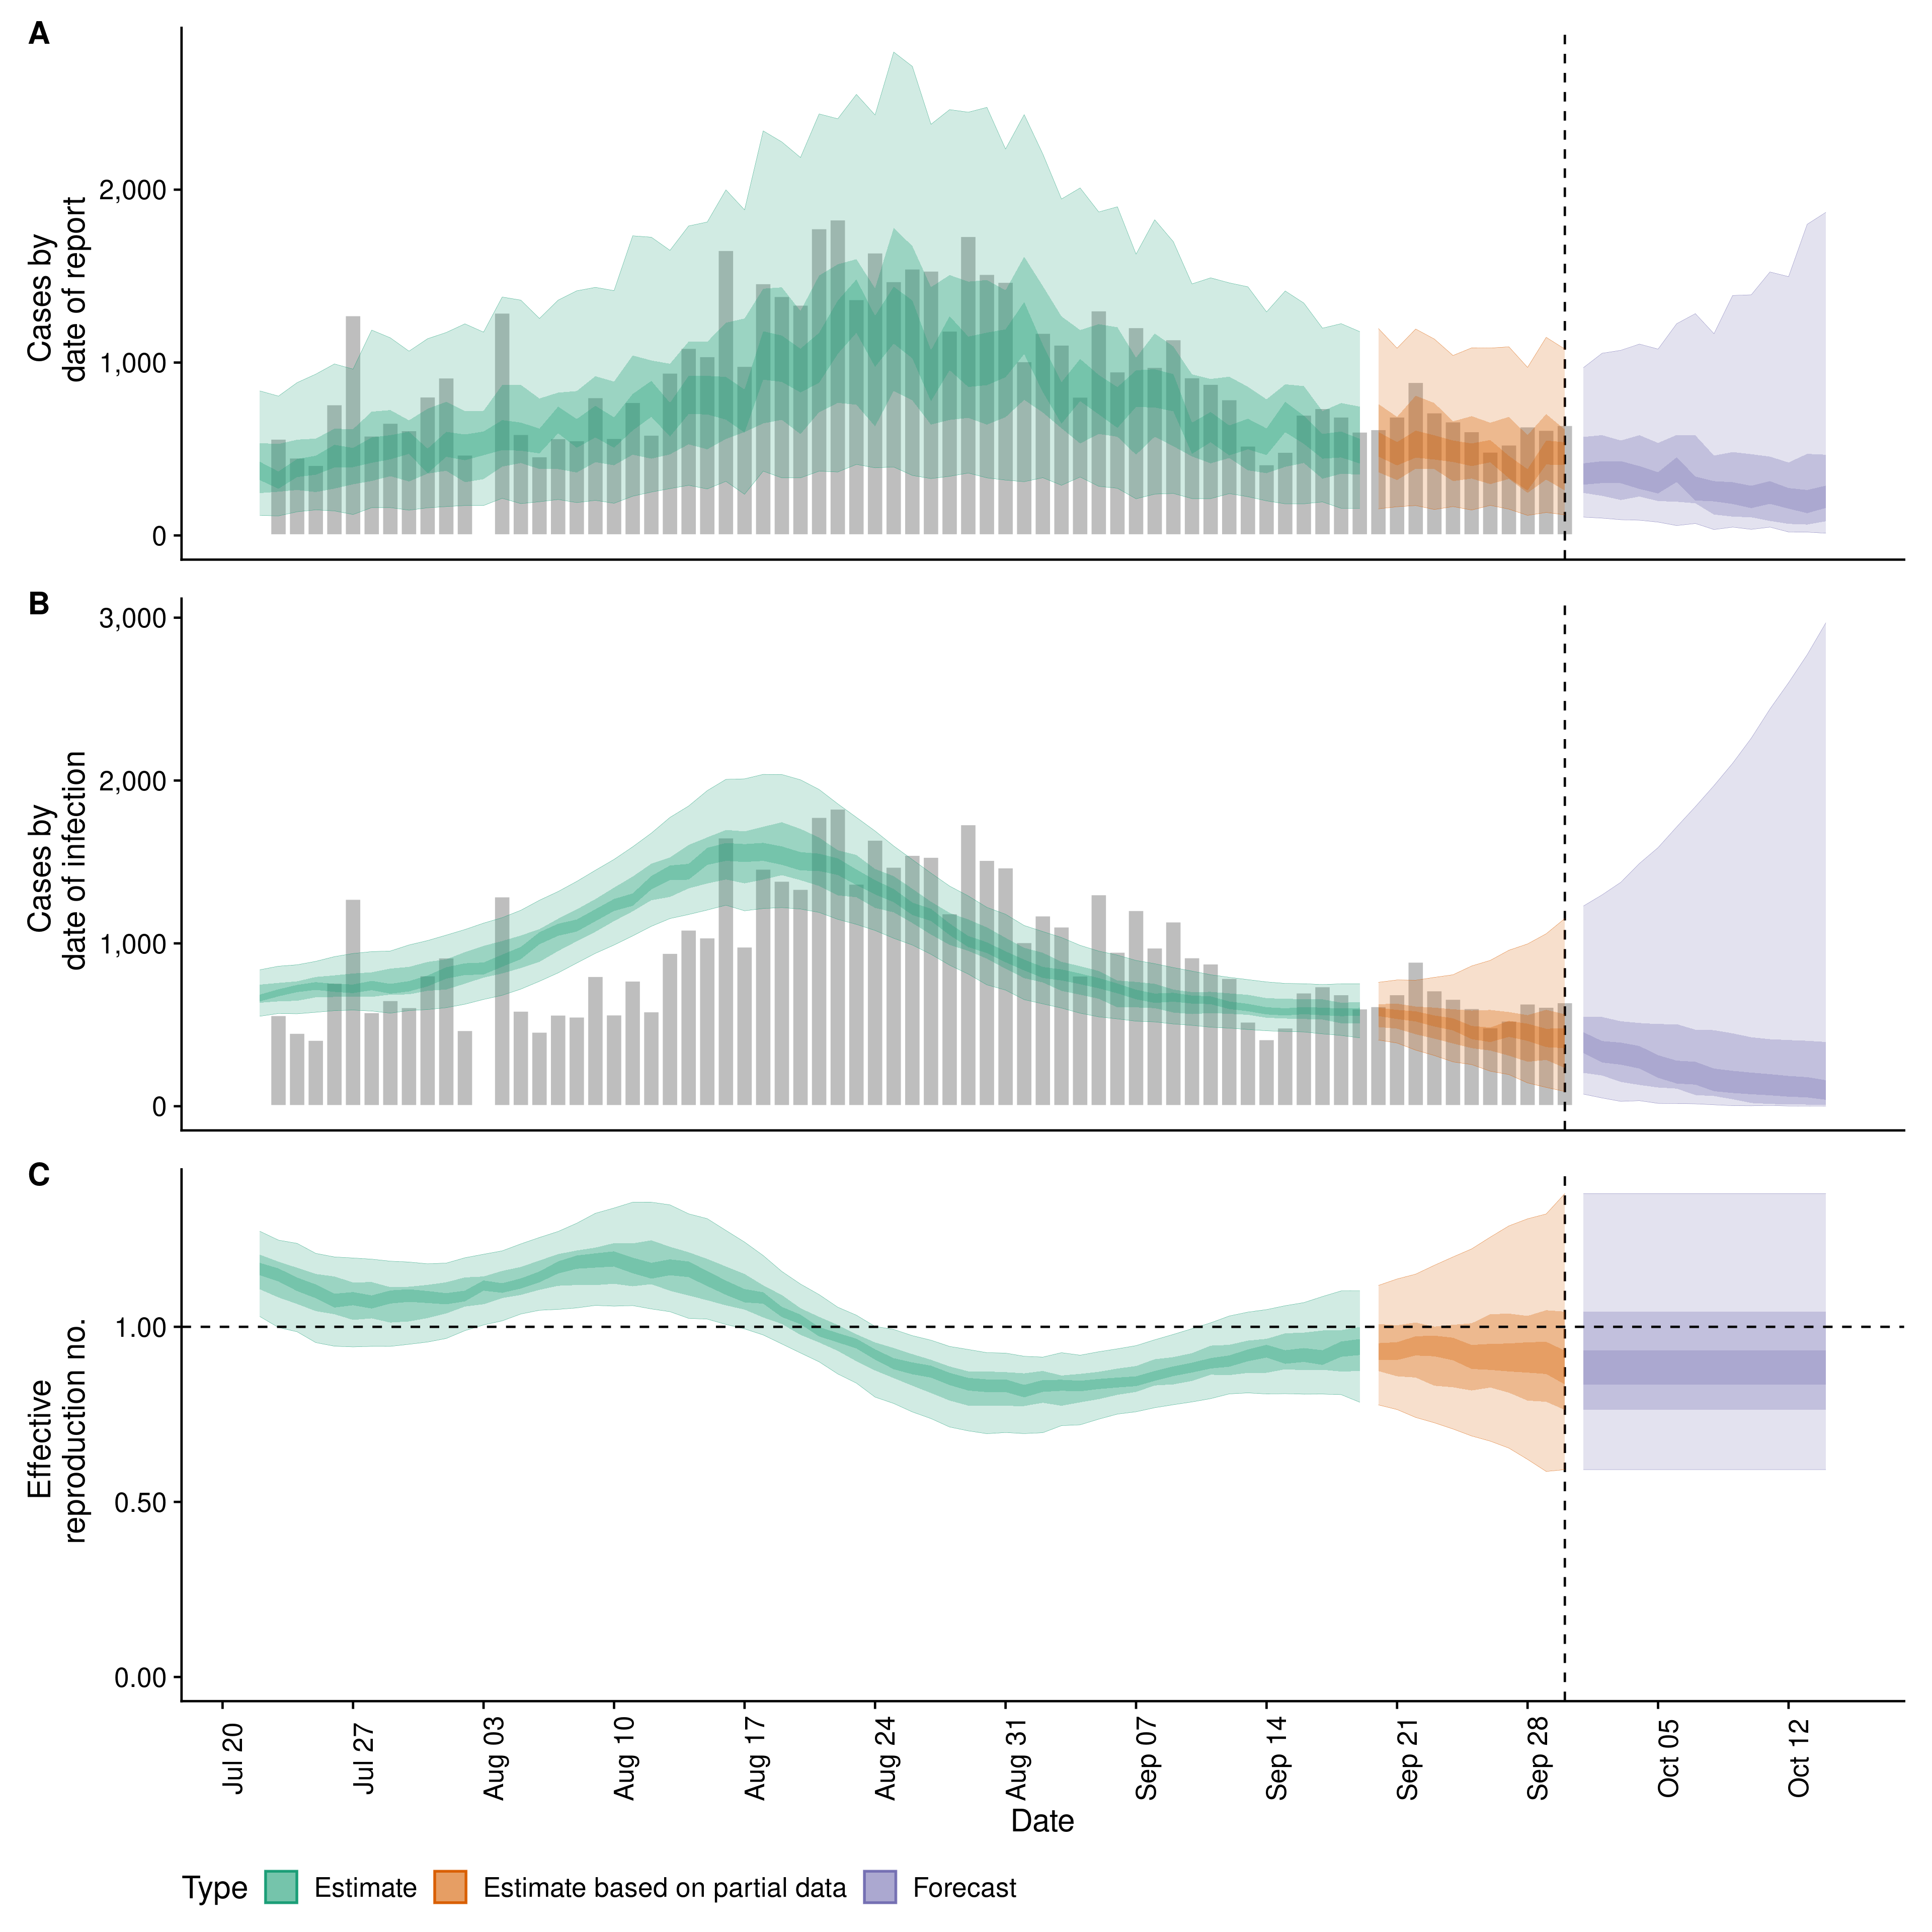 A
Cases by
date of report
2,000
1,000
0
B
Cases by
date of infection
3,000
2,000
1,000
0
C
Effective
reproduction no.
1.00
0.50
0.00
Jul 20
Jul 27
Aug 03
Aug 10
Aug 17
Aug 24
Aug 31
Sep 07
Sep 14
Sep 21
Sep 28
Oct 05
Oct 12
Date
Type Estimate Estimate based on partial data Forecast